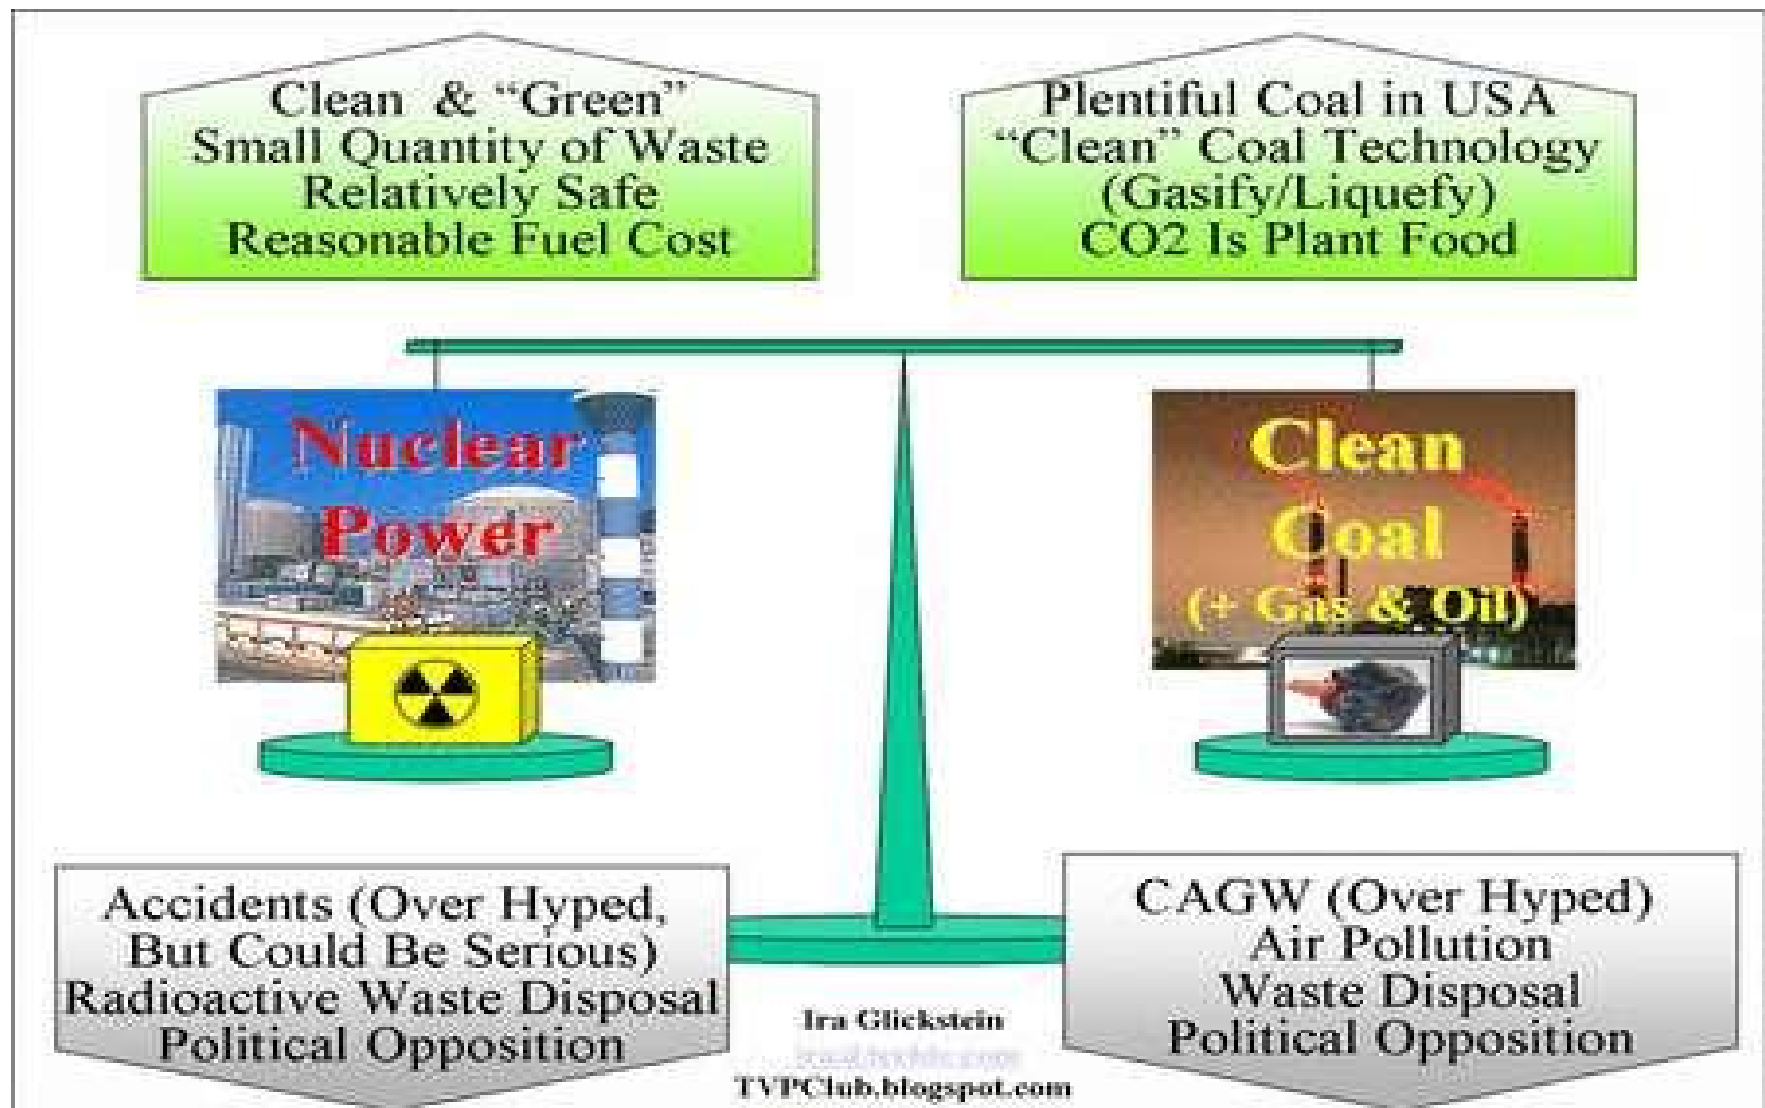 Clean & “Green”
Small Quantity of Waste
Relatively Safe
Reasonable Fuel Cost
Plentiful Coal in USA
“Clean” Coal Technology
(Gasify/Liquefy)
CO2 Is Plant Food
Nuclear
Power
Clean
Coal
(+ Gas & Oil)
Accidents (Over Hyped,
But Could Be Serious)
Radioactive Waste Disposal
Political Opposition
CAGW (Over Hyped)
Air Pollution
Waste Disposal
Political Opposition
Ira Glickstein
TVPClub.blogspot.com